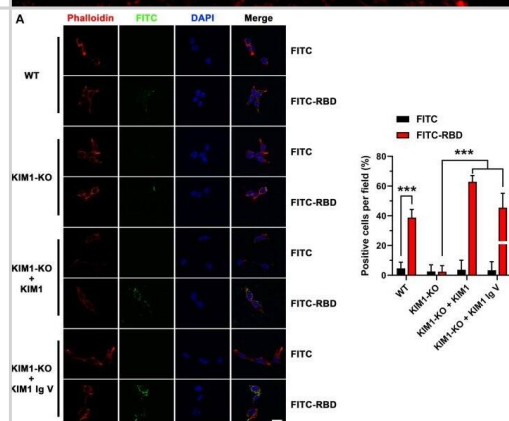 A
Phalloidin FITC DAPI Merge
WT
FITC
FITC-RBD
KIM1-KO
FITC
FITC-RBD
KIM1-KO
+
KIM1
FITC
FITC-RBD
KIM1-KO
+
KIM1 Ig V
FITC
FITC-RBD
FITC
FITC-RBD
Positive cells per field (%)
80
60
40
20
0
***
***
WT
KIM1-KO
KIM1-KO + KIM1
KIM1-KO + KIM1 Ig V